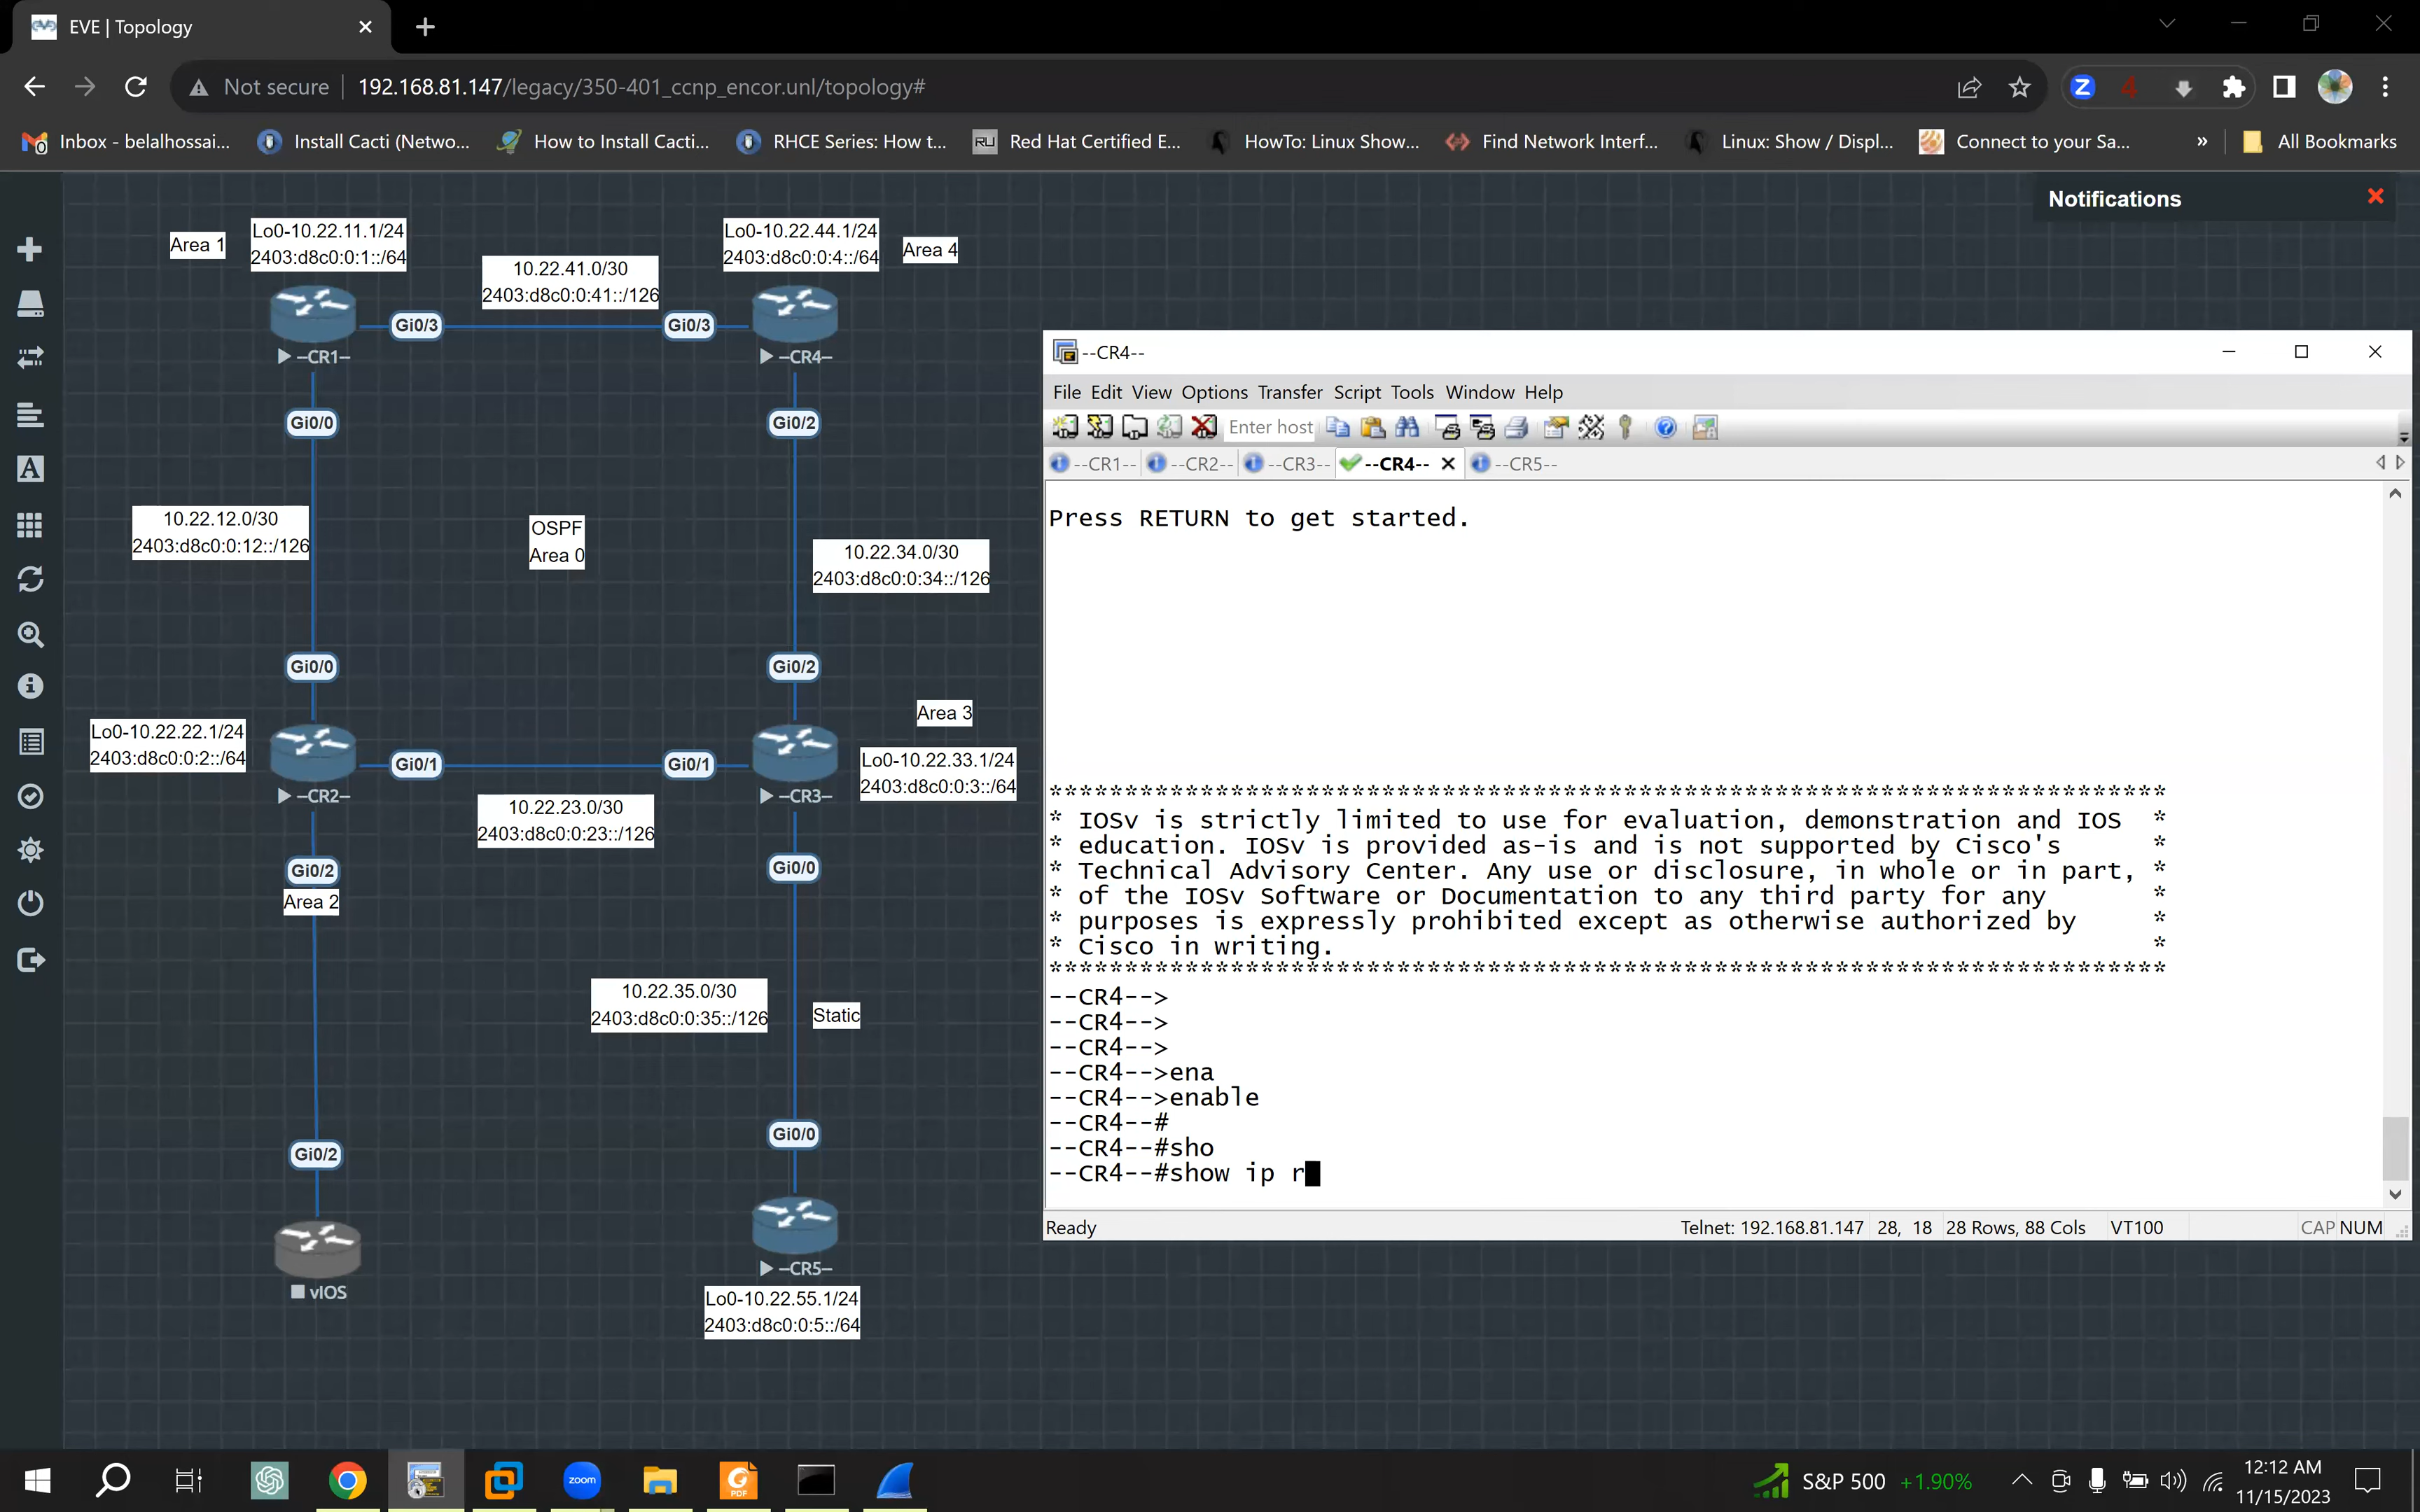 EVE | Topology
Not secure
192.168.81.147/legacy/350-401_ccnp_encor.unl/topology#
Inbox - belalhossai...
Install Cacti (Netwo...
How to Install Cacti...
RHCE Series: How t...
RU
Red Hat Certified E...
HowTo: Linux Show...
Find Network Interf...
Linux: Show / Displ...
Connect to your Sa...
»
All Bookmarks
Notifications
Area 1
Lo0-10.22.11.1/24
2403:d8c0:0:1::/64
10.22.41.0/30
2403:d8c0:0:41::/126
Lo0-10.22.44.1/24
2403:d8c0:0:4::/64
Area 4
Gi0/3
Gi0/3
--CR1--
--CR4--
Gi0/0
Gi0/2
10.22.12.0/30
2403:d8c0:0:12::/126
OSPF
Area 0
10.22.34.0/30
2403:d8c0:0:34::/126
Gi0/0
Gi0/2
Area 3
Lo0-10.22.22.1/24
2403:d8c0:0:2::/64
Gi0/1
Gi0/1
Lo0-10.22.33.1/24
2403:d8c0:0:3::/64
--CR2--
--CR3--
10.22.23.0/30
2403:d8c0:0:23::/126
Gi0/2
Area 2
Gi0/0
10.22.35.0/30
2403:d8c0:0:35::/126
Static
Gi0/2
Gi0/0
vIOS
--CR5--
Lo0-10.22.55.1/24
2403:d8c0:0:5::/64
--CR4--
File Edit View Options Transfer Script Tools Window Help
Enter host
--CR1--
--CR2--
--CR3--
--CR4--
--CR5--
Press RETURN to get started.
**************************************************************************
* IOSv is strictly limited to use for evaluation, demonstration and IOS  *
* education. IOSv is provided as-is and is not supported by Cisco's      *
* Technical Advisory Center. Any use or disclosure, in whole or in part, *
* of the IOSv Software or Documentation to any third party for any       *
* purposes is expressly prohibited except as otherwise authorized by     *
* Cisco in writing.                                                      *
**************************************************************************
--CR4-->
--CR4-->
--CR4-->
--CR4-->ena
--CR4-->enable
--CR4--#
--CR4--#sho
--CR4--#show ip r
Ready
Telnet: 192.168.81.147
28, 18
28 Rows, 88 Cols
VT100
CAP NUM
zoom
PDF
S&P 500 +1.90%
12:12 AM
11/15/2023